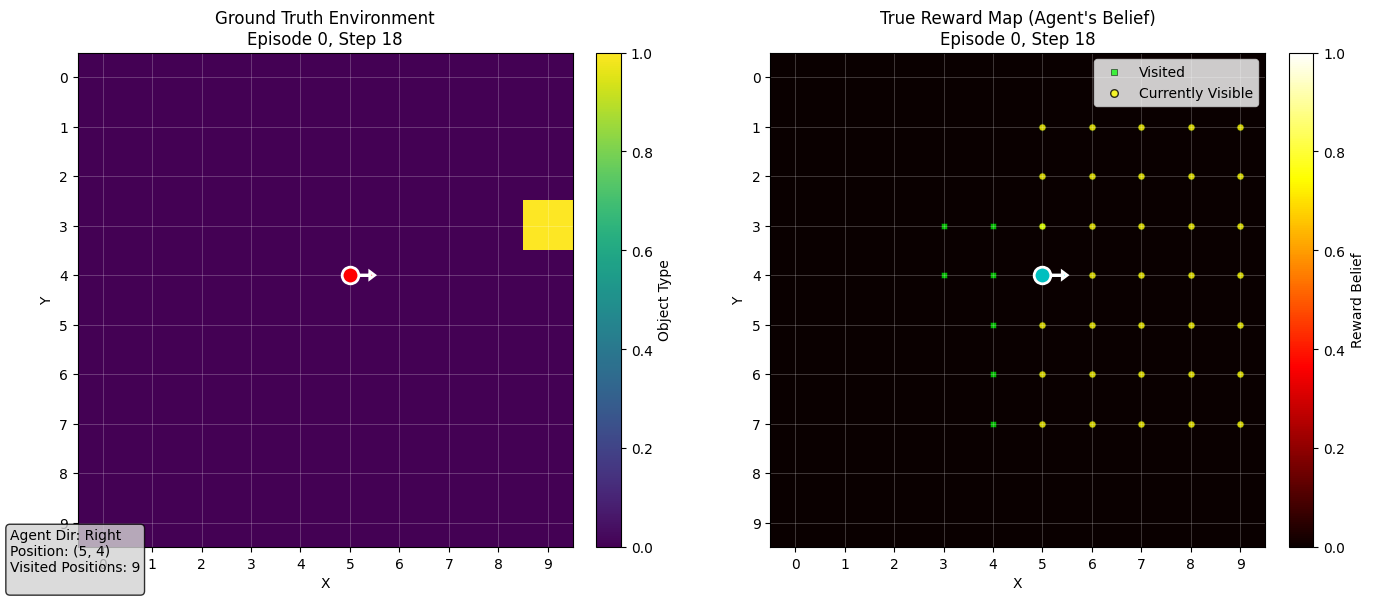 Ground Truth Environment
Episode 0, Step 18
0
1
2
3
4
5
6
7
8
9
Y
0 1 2 3 4 5 6 7 8 9
X
1.0
0.8
0.6
0.4
0.2
0.0
Object Type
Agent Dir: Right
Position: (5, 4)
Visited Positions: 9
True Reward Map (Agent's Belief)
Episode 0, Step 18
Visited
Currently Visible
0
1
2
3
4
5
6
7
8
9
Y
0 1 2 3 4 5 6 7 8 9
X
1.0
0.8
0.6
0.4
0.2
0.0
Reward Belief